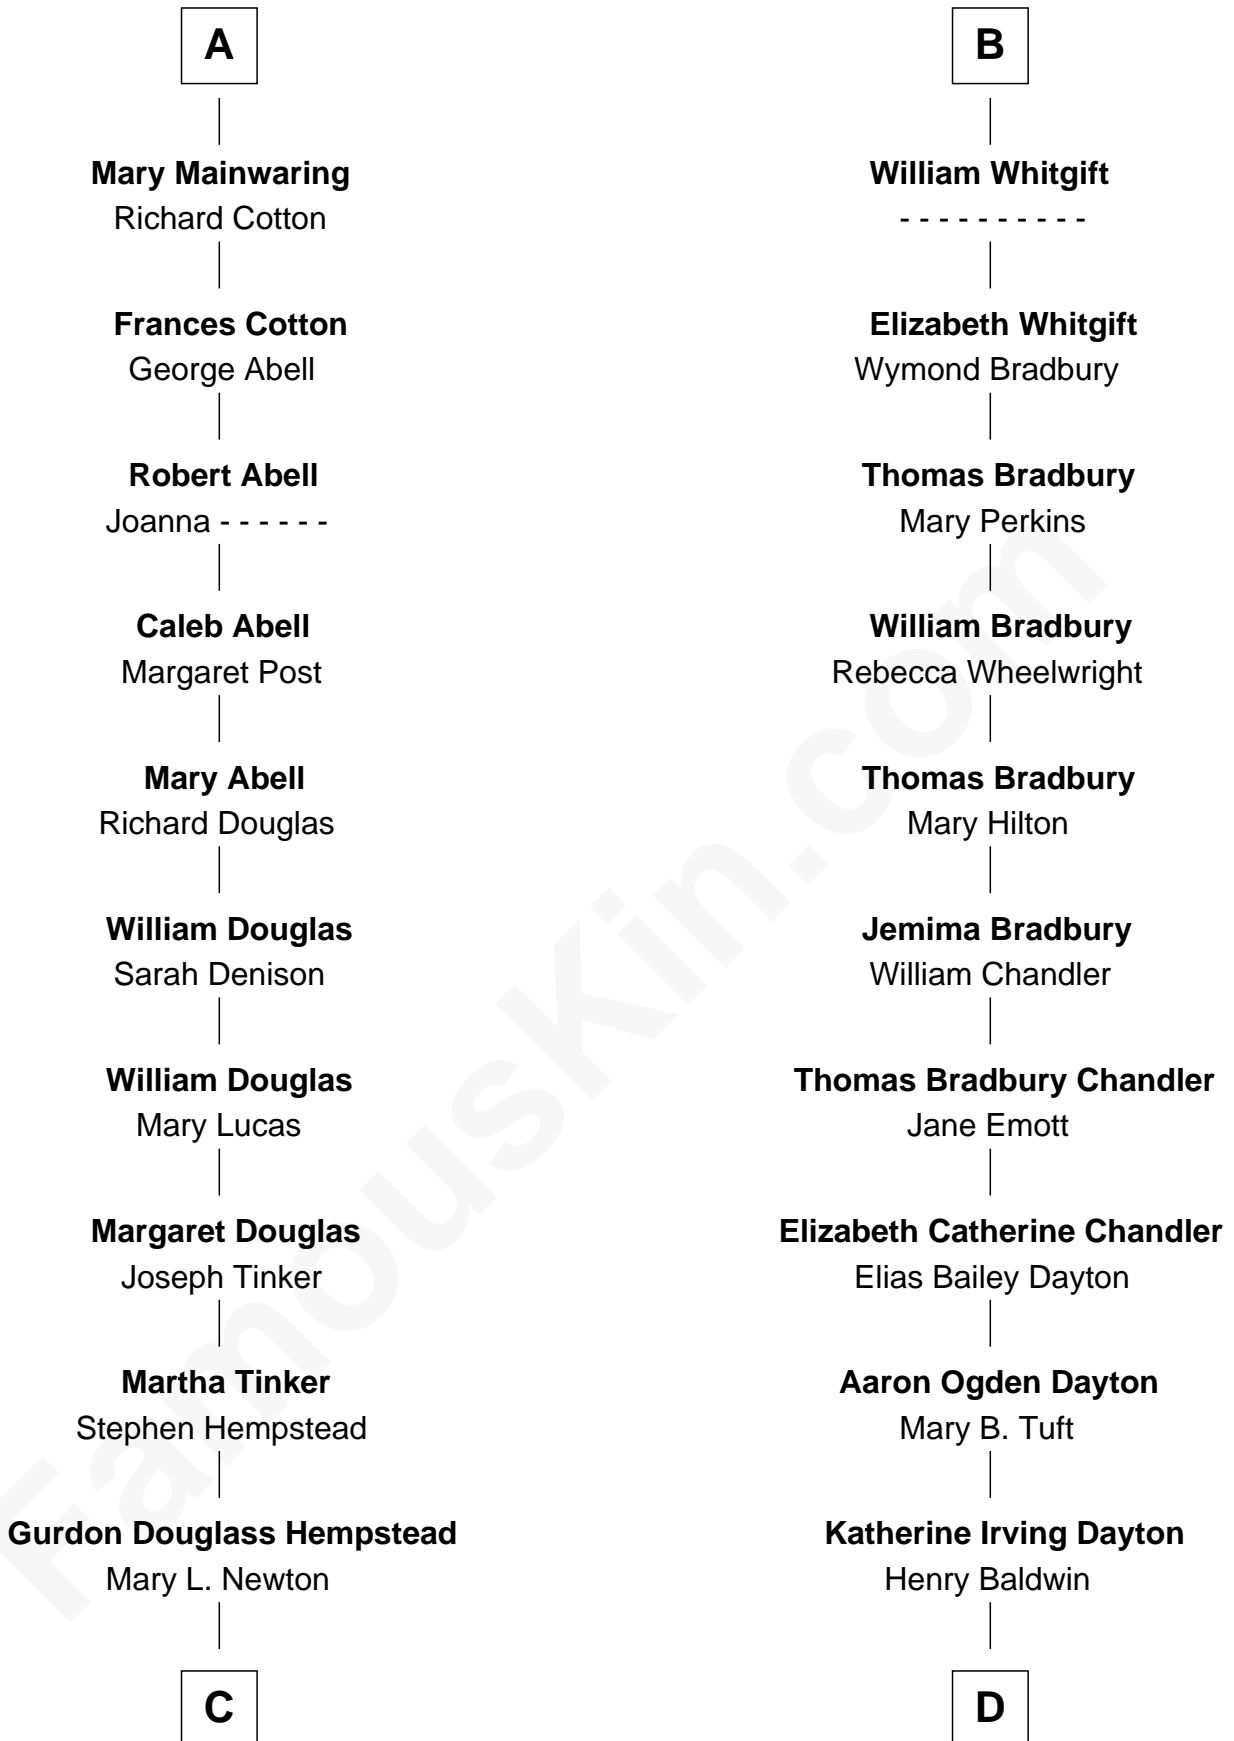 A
Mary Mainwaring
Richard Cotton
Frances Cotton
George Abell
Robert Abell
Joanna - - - - - -
Caleb Abell
Margaret Post
Mary Abell
Richard Douglas
William Douglas
Sarah Denison
William Douglas
Mary Lucas
Margaret Douglas
Joseph Tinker
Martha Tinker
Stephen Hempstead
Gurdon Douglass Hempstead
Mary L. Newton
C
B
William Whitgift
- - - - - - - - - -
Elizabeth Whitgift
Wymond Bradbury
Thomas Bradbury
Mary Perkins
William Bradbury
Rebecca Wheelwright
Thomas Bradbury
Mary Hilton
Jemima Bradbury
William Chandler
Thomas Bradbury Chandler
Jane Emott
Elizabeth Catherine Chandler
Elias Bailey Dayton
Aaron Ogden Dayton
Mary B. Tuft
Katherine Irving Dayton
Henry Baldwin
D
FamousKin.com